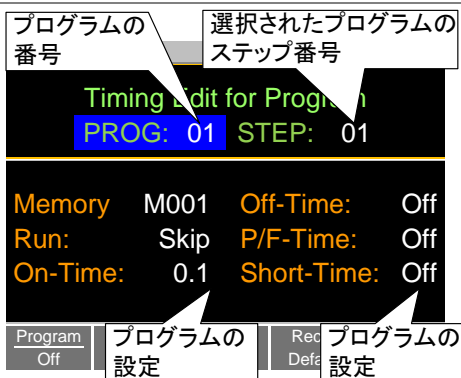 プログラムの
番号
選択されたプログラムの
ステップ番号
Timing Edit for Program
PROG: 01 STEP: 01
Memory M001 Off-Time: Off
Run: Skip P/F-Time: Off
On-Time: 0.1 Short-Time: Off
Program
Off
プログラムの
設定
プログラムの
設定